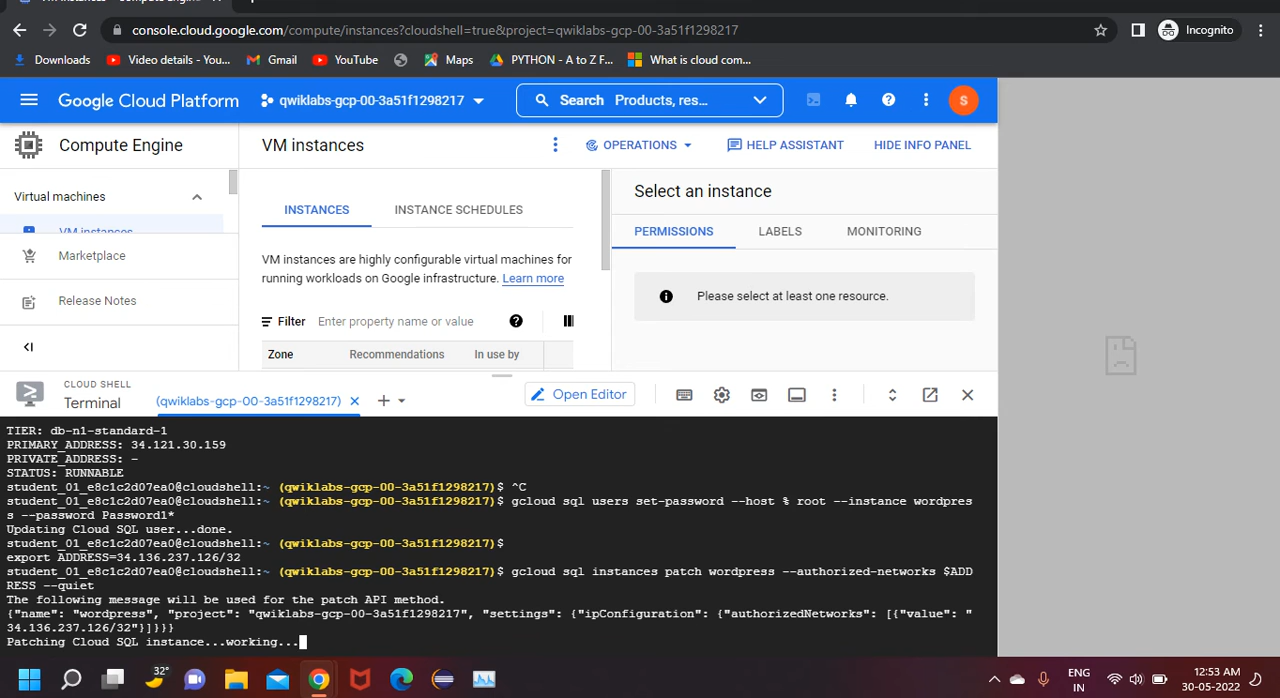 console.cloud.google.com/compute/instances?cloudshell=true&project=qwiklabs-gcp-00-3a51f1298217
Incognito
Downloads
Video details - You...
Gmail
YouTube
Maps
PYTHON - A to Z F...
What is cloud com...
Google Cloud Platform
qwiklabs-gcp-00-3a51f1298217
Search Products, res...
S
Compute Engine
VM instances
OPERATIONS
HELP ASSISTANT
HIDE INFO PANEL
Virtual machines
VM instances
Marketplace
Release Notes
INSTANCES
INSTANCE SCHEDULES
VM instances are highly configurable virtual machines for
running workloads on Google infrastructure. Learn more
Filter Enter property name or value
Zone Recommendations In use by
Select an instance
PERMISSIONS
LABELS
MONITORING
Please select at least one resource.
CLOUD SHELL
Terminal
(qwiklabs-gcp-00-3a51f1298217)
Open Editor
TIER: db-n1-standard-1
PRIMARY_ADDRESS: 34.121.30.159
PRIVATE_ADDRESS: -
STATUS: RUNNABLE
student_01_e8c1c2d07ea0@cloudshell:~ (qwiklabs-gcp-00-3a51f1298217)$ ^C
student_01_e8c1c2d07ea0@cloudshell:~ (qwiklabs-gcp-00-3a51f1298217)$ gcloud sql users set-password --host % root --instance wordpres
s --password Password1*
Updating Cloud SQL user...done.
student_01_e8c1c2d07ea0@cloudshell:~ (qwiklabs-gcp-00-3a51f1298217)$
export ADDRESS=34.136.237.126/32
student_01_e8c1c2d07ea0@cloudshell:~ (qwiklabs-gcp-00-3a51f1298217)$ gcloud sql instances patch wordpress --authorized-networks $ADD
RESS --quiet
The following message will be used for the patch API method.
{"name": "wordpress", "project": "qwiklabs-gcp-00-3a51f1298217", "settings": {"ipConfiguration": {"authorizedNetworks": [{"value": "
34.136.237.126/32"}]}}}
Patching Cloud SQL instance...working...
32°
ENG
IN
12:53 AM
30-05-2022